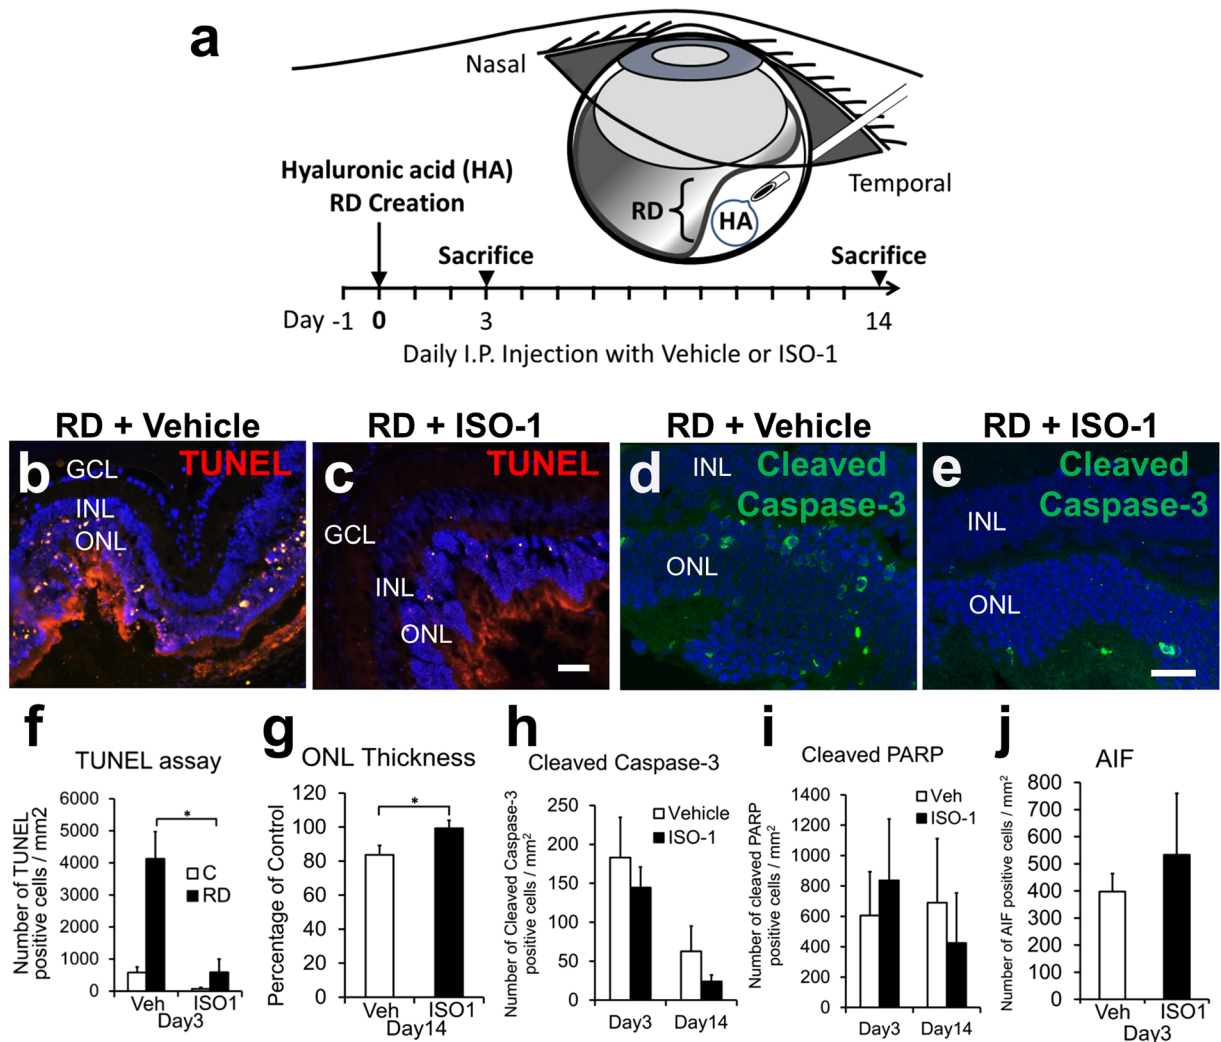 a
Nasal
Temporal
Hyaluronic acid (HA)
RD Creation
RD
HA
Sacrifice
Sacrifice
Day -1 0 3 14
Daily I.P. Injection with Vehicle or ISO-1
RD + Vehicle
b
TUNEL
GCL
INL
ONL
RD + ISO-1
c
TUNEL
GCL
INL
ONL
RD + Vehicle
d
INL
Cleaved
Caspase-3
ONL
RD + ISO-1
e
Cleaved
Caspase-3
INL
ONL
f
TUNEL assay
Number of TUNEL
positive cells / mm2
6000
5000
4000
3000
2000
1000
0
*
C
RD
Veh ISO1
Day3
g
ONL Thickness
Percentage of Control
120
100
80
60
40
20
0
*
Veh ISO1
Day14
h
Cleaved Caspase-3
Number of Cleaved Caspase-3
positive cells / mm²
250
200
150
100
50
0
Vehicle
ISO-1
Day3 Day14
i
Cleaved PARP
Number of cleaved PARP
positive cells / mm²
1400
1200
1000
800
600
400
200
0
Veh
ISO-1
Day3 Day14
j
AIF
Number of AIF positive cells / mm²
800
700
600
500
400
300
200
100
0
Veh ISO1
Day3